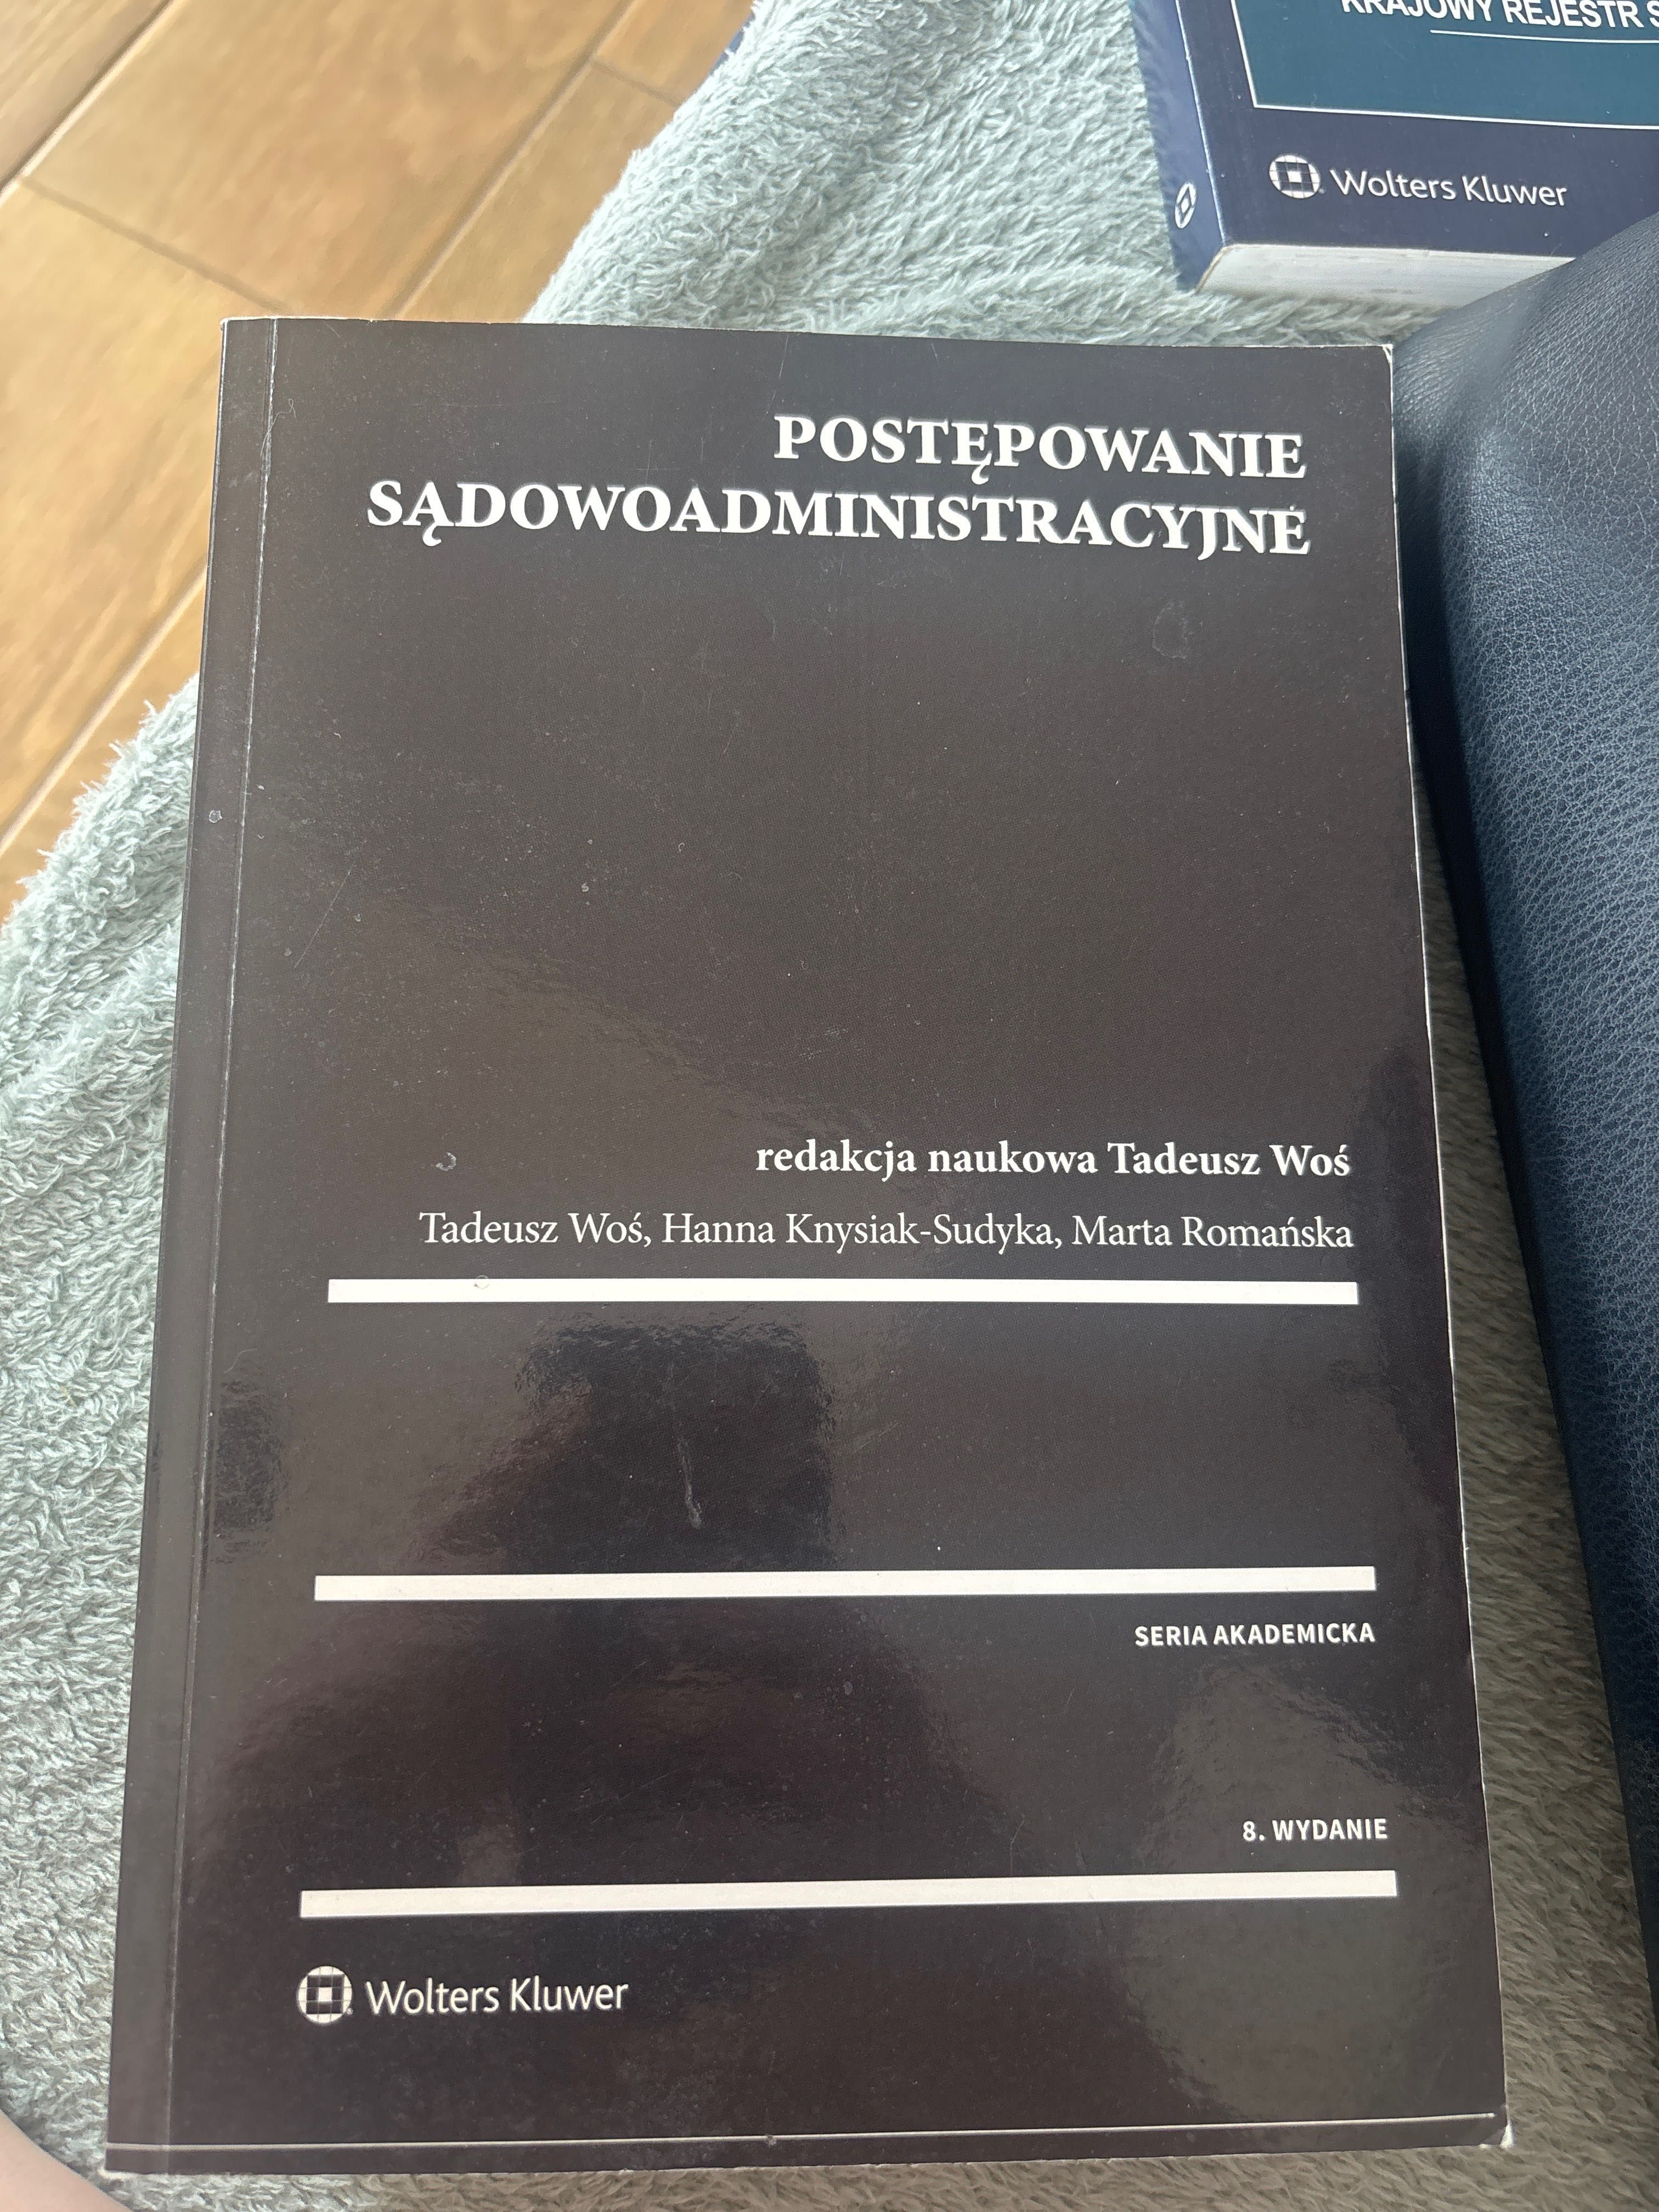 KRAJOWY REJESTR
Wolters Kluwer
POSTĘPOWANIE
SĄDOWOADMINISTRACYJNE
redakcja naukowa Tadeusz Woś
Tadeusz Woś, Hanna Knysiak-Sudyka, Marta Romańska
SERIA AKADEMICKA
8. WYDANIE
Wolters Kluwer